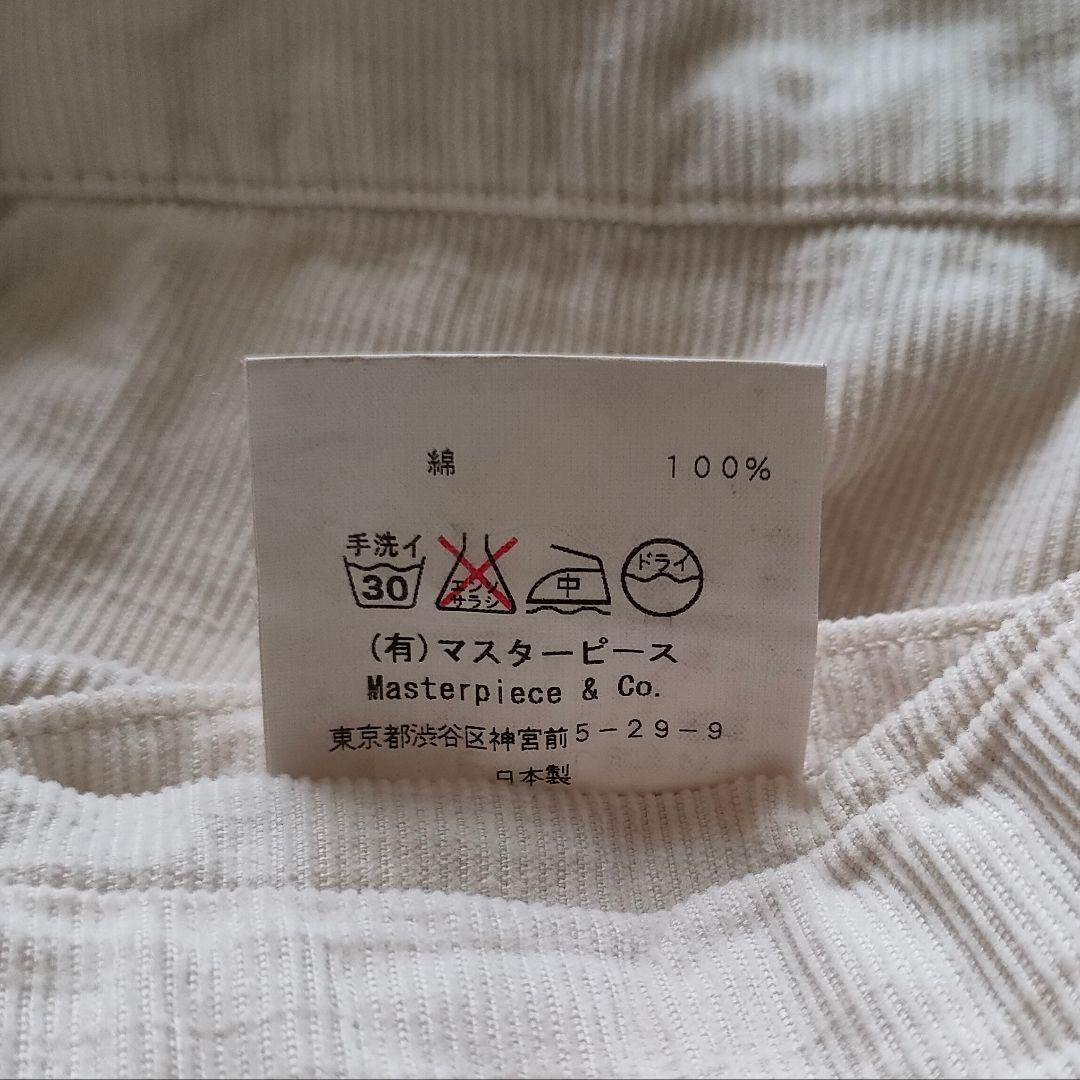 綿 100%
手洗イ
30 エンソサラシ 中 ドライ
(有)マスターピース
Masterpiece & Co.
東京都渋谷区神宮前5-29-9
日本製